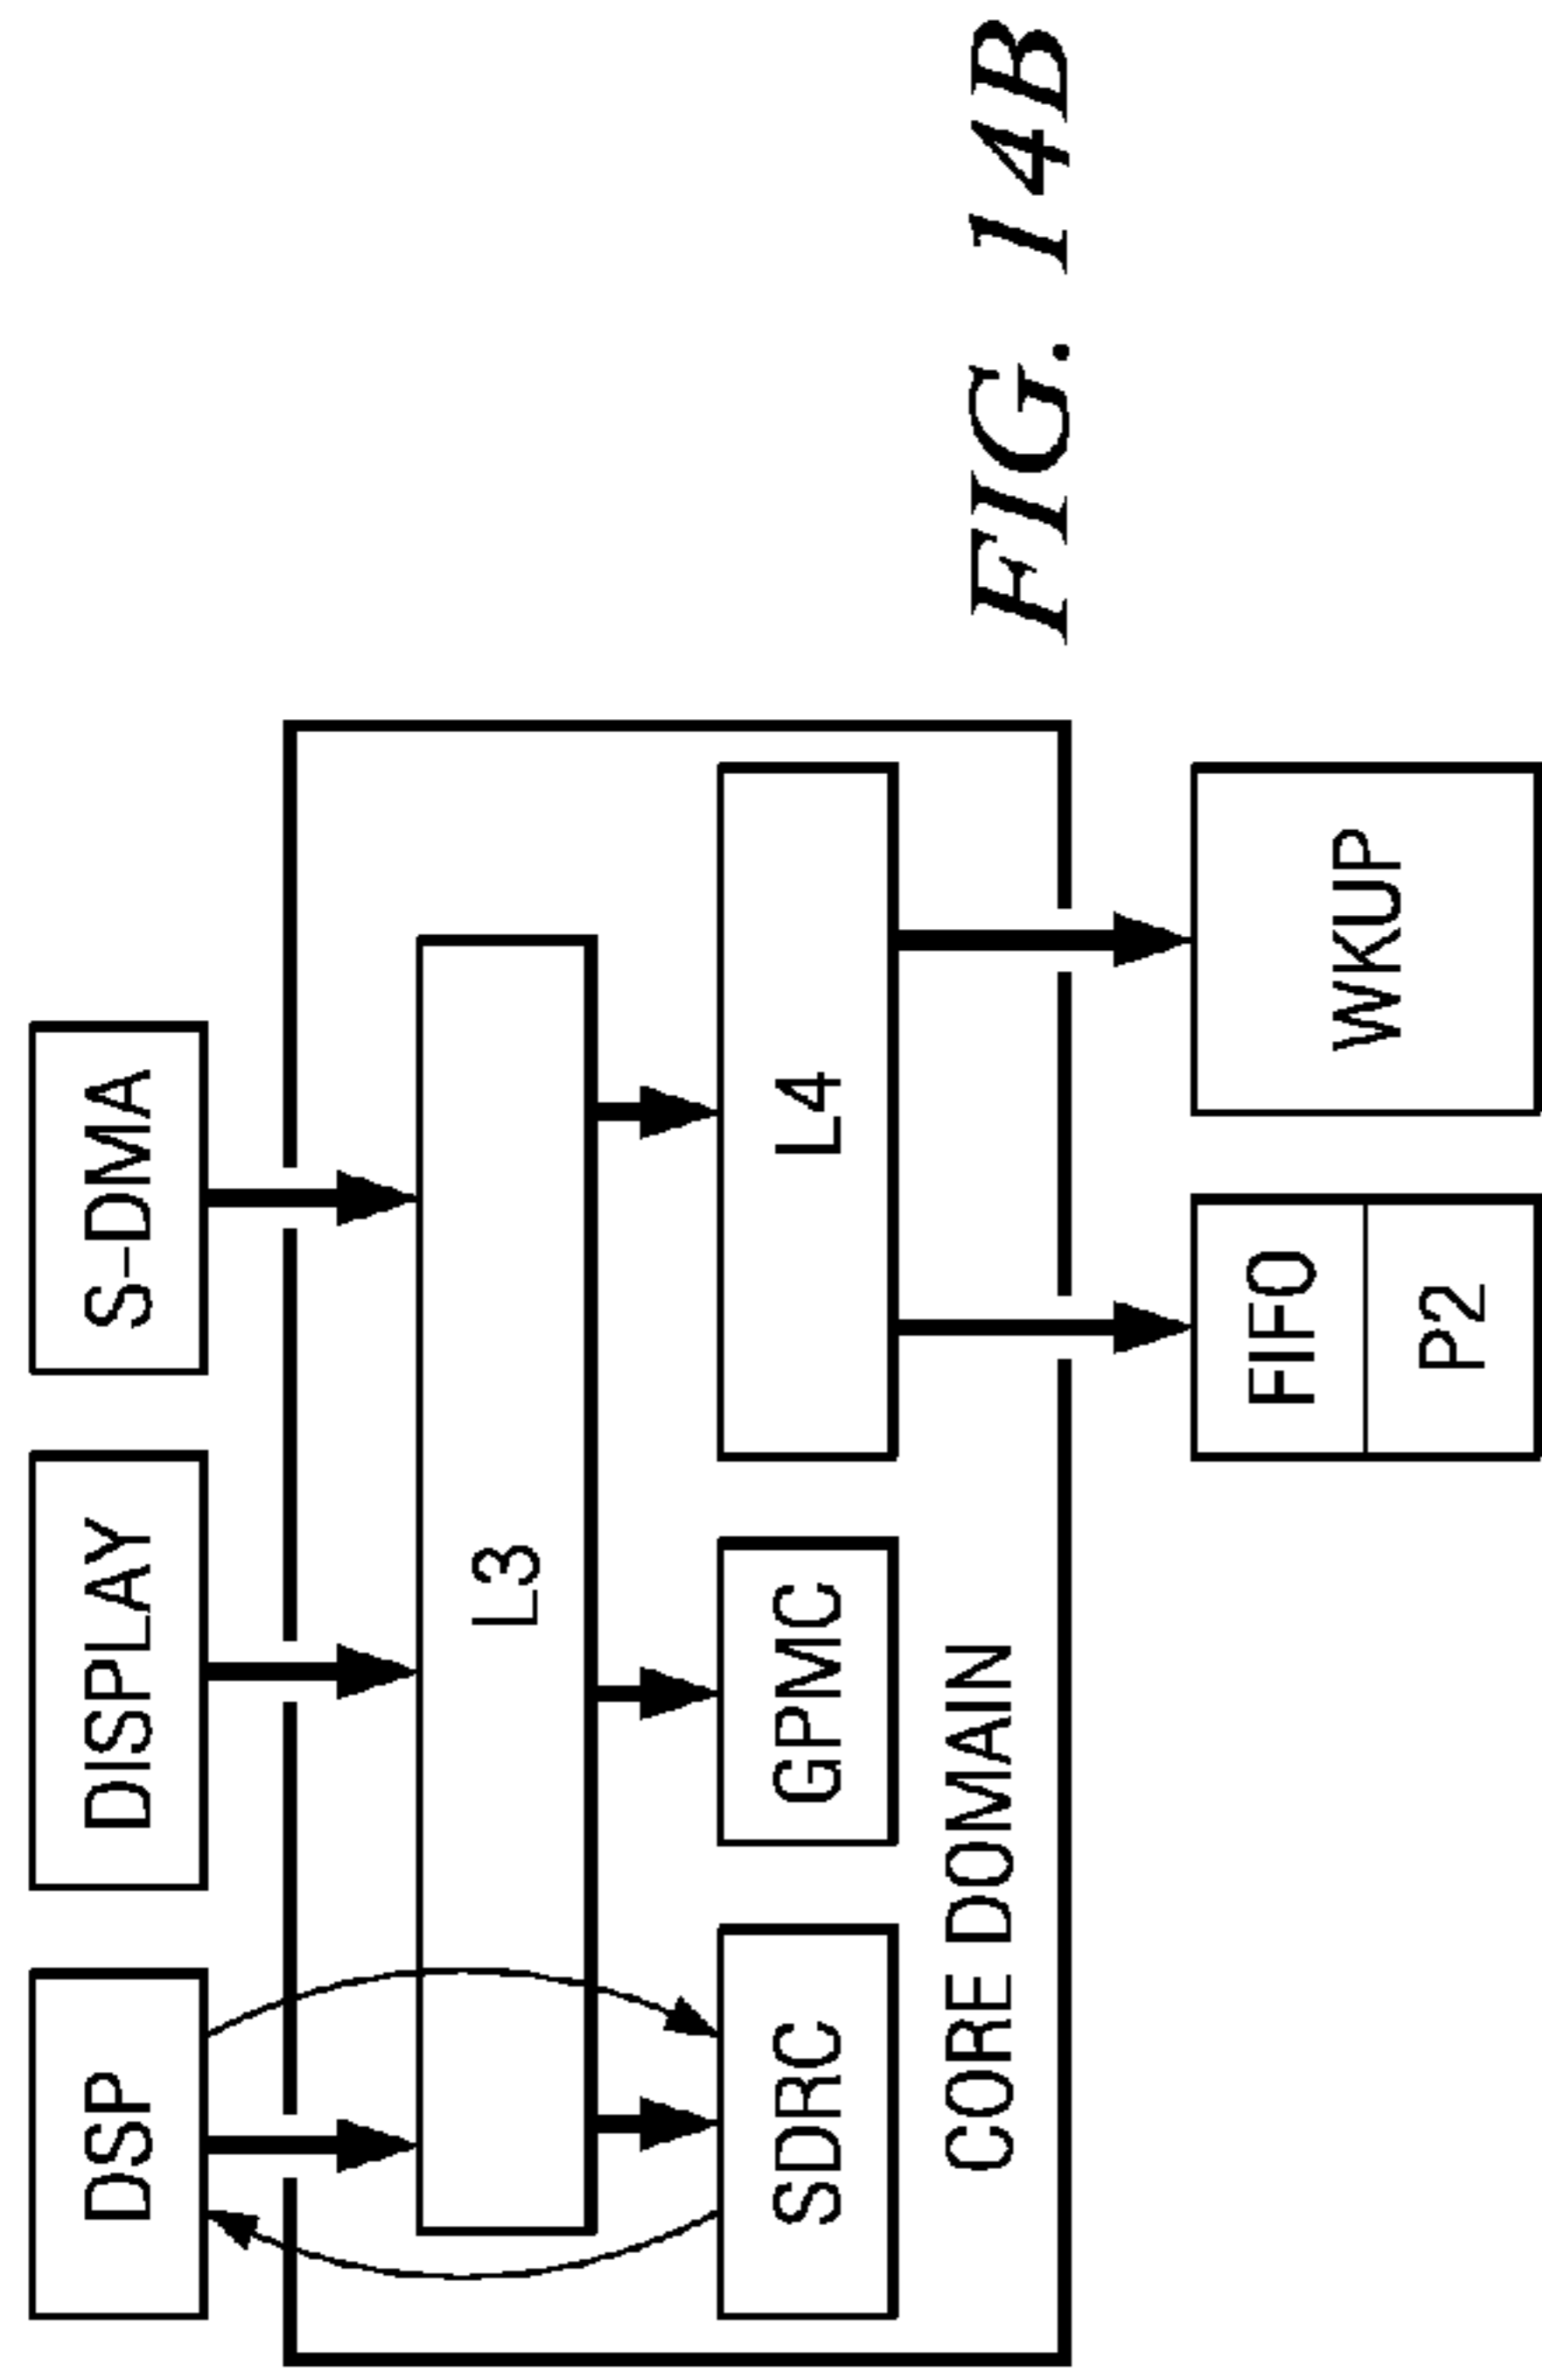 DSP
DISPLAY
S-DMA
L3
SDRC
GPMC
L4
CORE DOMAIN
FIFO
P2
WKUP
FIG. 14B